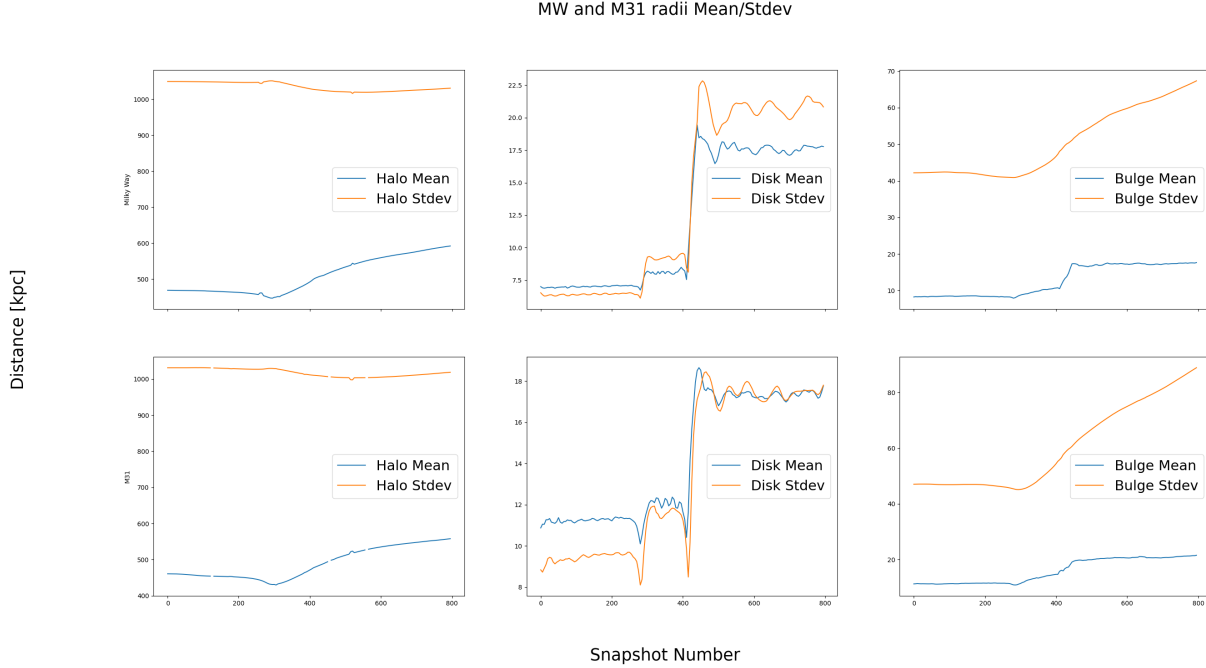 MW and M31 radii Mean/Stdev
Distance [kpc]
Milky Way
1000
900
800
700
600
500
Halo Mean
Halo Stdev
22.5
20.0
17.5
15.0
12.5
10.0
7.5
Disk Mean
Disk Stdev
70
60
50
40
30
20
10
Bulge Mean
Bulge Stdev
M31
1000
900
800
700
600
500
400
0 200 400 600 800
Halo Mean
Halo Stdev
18
16
14
12
10
8
0 200 400 600 800
Disk Mean
Disk Stdev
80
60
40
20
0 200 400 600 800
Bulge Mean
Bulge Stdev
Snapshot Number